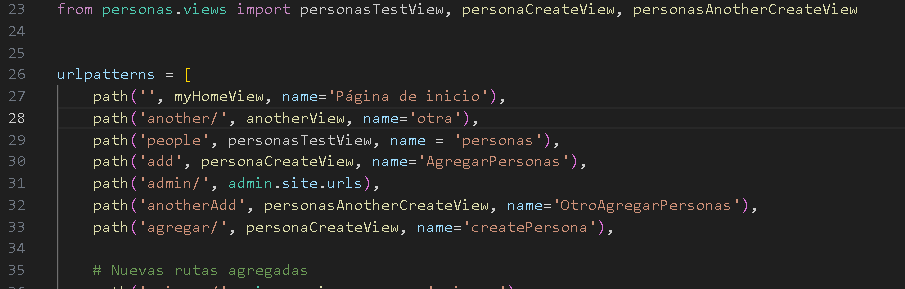 23 from personas.views import personasTestView, personaCreateView, personasAnotherCreateView
24
25
26 urlpatterns = [
27 path('', myHomeView, name='Página de inicio'),
28 path('another/', anotherView, name='otra'),
29 path('people', personasTestView, name = 'personas'),
30 path('add', personaCreateView, name='AgregarPersonas'),
31 path('admin/', admin.site.urls),
32 path('anotherAdd', personasAnotherCreateView, name='OtroAgregarPersonas'),
33 path('agregar/', personaCreateView, name='createPersona'),
34
35 # Nuevas rutas agregadas